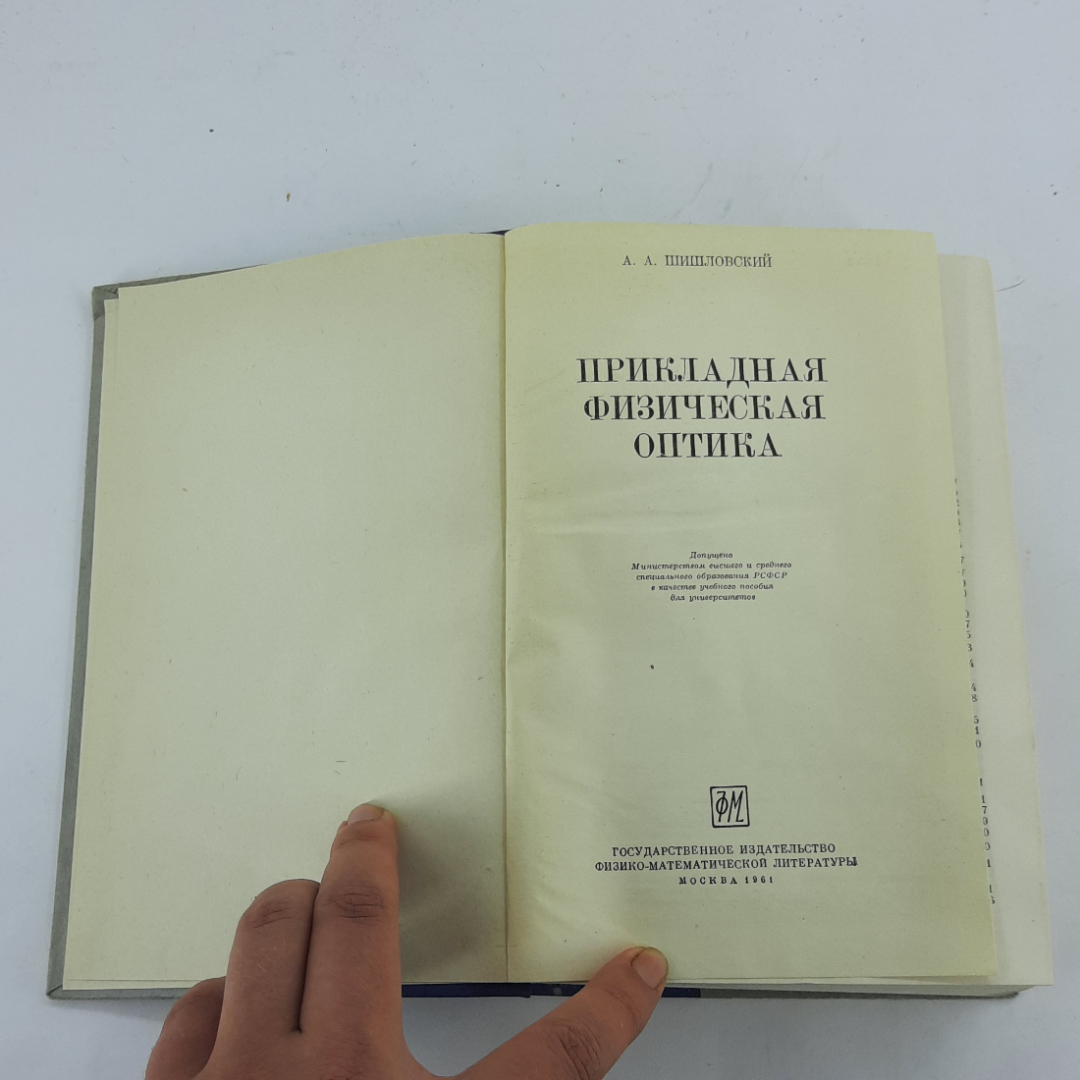 А. А. ШИШЛОВСКИЙ
ПРИКЛАДНАЯ
ФИЗИЧЕСКАЯ
ОПТИКА
Допущено
Министерством высшего и среднего
специального образования РСФСР
в качестве учебного пособия
для университетов
ФМ
ГОСУДАРСТВЕННОЕ ИЗДАТЕЛЬСТВО
ФИЗИКО-МАТЕМАТИЧЕСКОЙ ЛИТЕРАТУРЫ
МОСКВА 1961